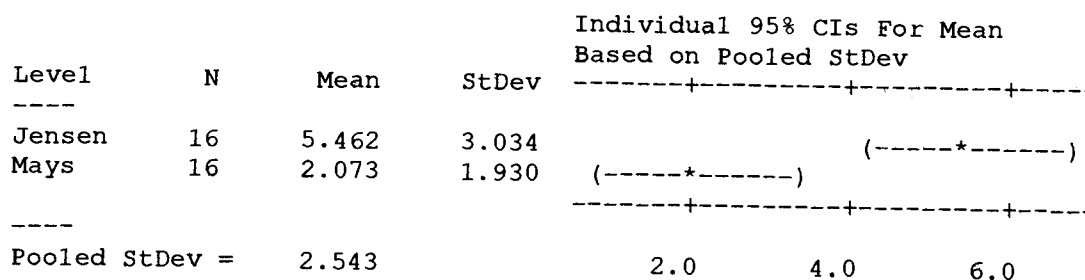 Individual 95% CIs For Mean
Based on Pooled StDev
Level N Mean StDev -------+---------+---------+-----
----
Jensen 16 5.462 3.034 (-----*------)
Mays 16 2.073 1.930 (-----*------)
-------+---------+---------+-----
----
Pooled StDev = 2.543 2.0 4.0 6.0